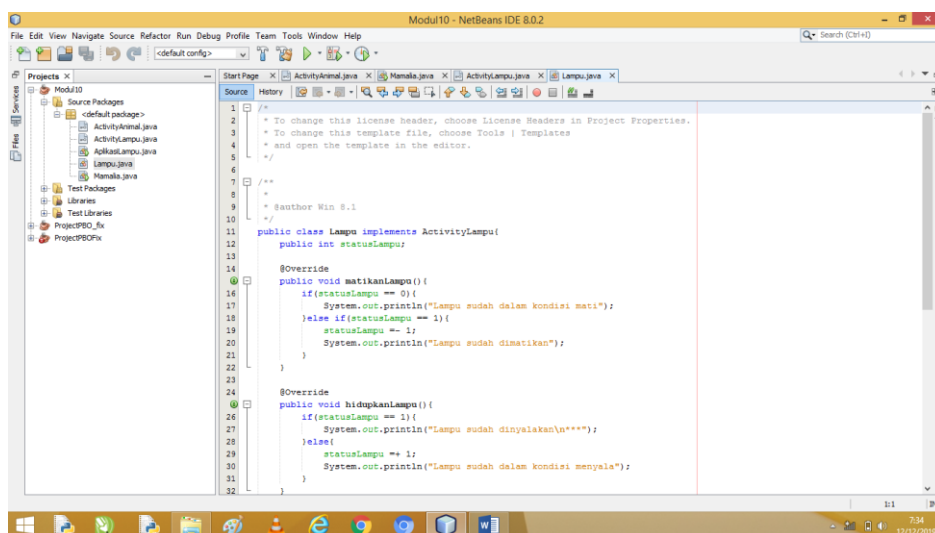 Modul10 - NetBeans IDE 8.0.2
File Edit View Navigate Source Refactor Run Debug Profile Team Tools Window Help
Search (Ctrl+I)
<default config>
Projects
Services
Files
Modul10
Source Packages
<default package>
ActivityAnimal.java
ActivityLampu.java
AplikasiLampu.java
Lampu.java
Mamalia.java
Test Packages
Libraries
Test Libraries
ProjectPBO_fix
ProjectPBOFix
Start Page ActivityAnimal.java Mamalia.java ActivityLampu.java Lampu.java
Source History
1 /*
2 * To change this license header, choose License Headers in Project Properties.
3 * To change this template file, choose Tools | Templates
4 * and open the template in the editor.
5 */
6
7 /**
8 *
9 * @author Win 8.1
10 */
11 public class Lampu implements ActivityLampu{
12 public int statusLampu;
13
14 @Override
public void matikanLampu(){
16 if(statusLampu == 0){
17 System.out.println("Lampu sudah dalam kondisi mati");
18 }else if(statusLampu == 1){
19 statusLampu =- 1;
20 System.out.println("Lampu sudah dimatikan");
21 }
22 }
23
24 @Override
public void hidupkanLampu(){
26 if(statusLampu == 1){
27 System.out.println("Lampu sudah dinyalakan\n***");
28 }else{
29 statusLampu =+ 1;
30 System.out.println("Lampu sudah dalam kondisi menyala");
31 }
32 }
1:1
7:34